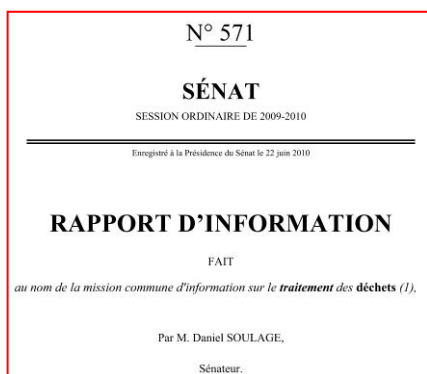 N° 571
SÉNAT
SESSION ORDINAIRE DE 2009-2010
Enregistré à la Présidence du Sénat le 22 juin 2010
RAPPORT D’INFORMATION
FAIT
au nom de la mission commune d'information sur le traitement des déchets (1),
Par M. Daniel SOULAGE,
Sénateur.